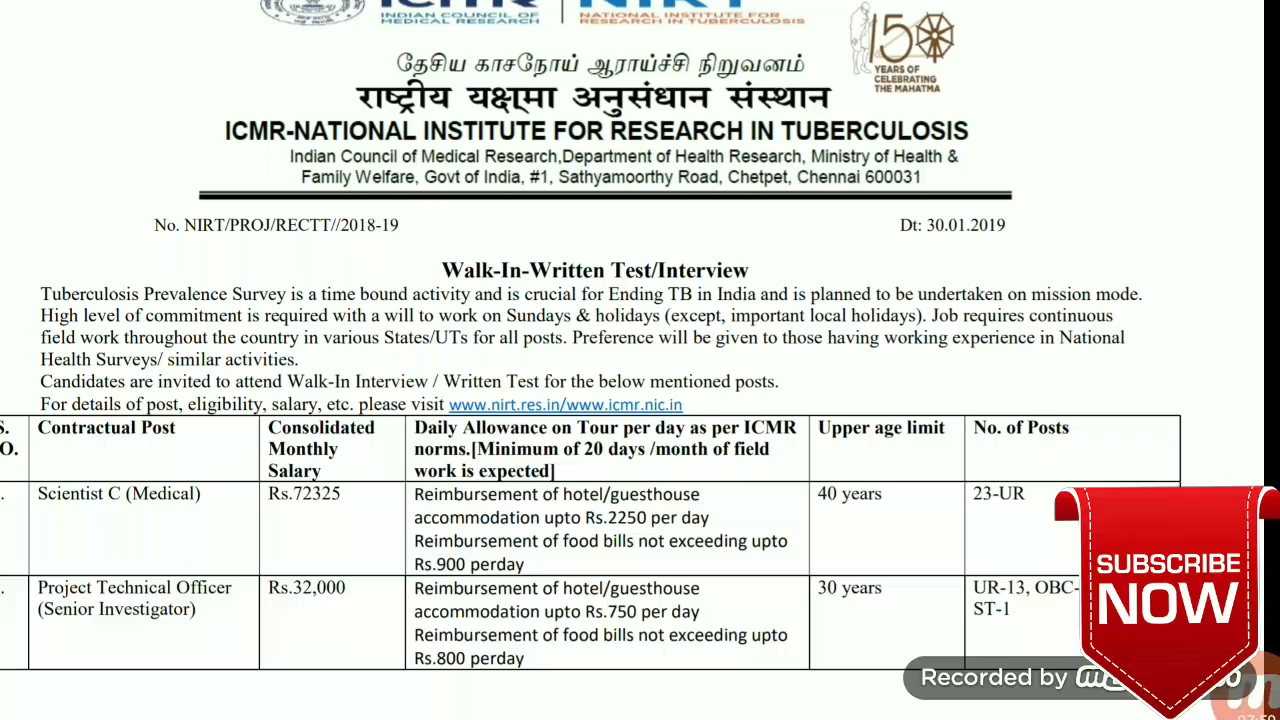 INDIAN COUNCIL OF
MEDICAL RESEARCH
NATIONAL INSTITUTE FOR
RESEARCH IN TUBERCULOSIS
150
YEARS OF
CELEBRATING
THE MAHATMA
தேசிய காசநோய் ஆராய்ச்சி நிறுவனம்
राष्ट्रीय यक्ष्मा अनुसंधान संस्थान
ICMR-NATIONAL INSTITUTE FOR RESEARCH IN TUBERCULOSIS
Indian Council of Medical Research,Department of Health Research, Ministry of Health &
Family Welfare, Govt of India, #1, Sathyamoorthy Road, Chetpet, Chennai 600031
No. NIRT/PROJ/RECTT//2018-19 Dt: 30.01.2019
Walk-In-Written Test/Interview
Tuberculosis Prevalence Survey is a time bound activity and is crucial for Ending TB in India and is planned to be undertaken on mission mode.
High level of commitment is required with a will to work on Sundays & holidays (except, important local holidays). Job requires continuous
field work throughout the country in various States/UTs for all posts. Preference will be given to those having working experience in National
Health Surveys/ similar activities.
Candidates are invited to attend Walk-In Interview / Written Test for the below mentioned posts.
For details of post, eligibility, salary, etc. please visit www.nirt.res.in/www.icmr.nic.in
Contractual Post Consolidated Daily Allowance on Tour per day as per ICMR Upper age limit No. of Posts
Monthly norms.[Minimum of 20 days /month of field
Salary work is expected]
Scientist C (Medical) Rs.72325 Reimbursement of hotel/guesthouse 40 years 23-UR
accommodation upto Rs.2250 per day
Reimbursement of food bills not exceeding upto
Rs.900 perday
Project Technical Officer Rs.32,000 Reimbursement of hotel/guesthouse 30 years UR-13, OBC-
(Senior Investigator) accommodation upto Rs.750 per day ST-1
Reimbursement of food bills not exceeding upto
Rs.800 perday
SUBSCRIBE
NOW
Recorded by